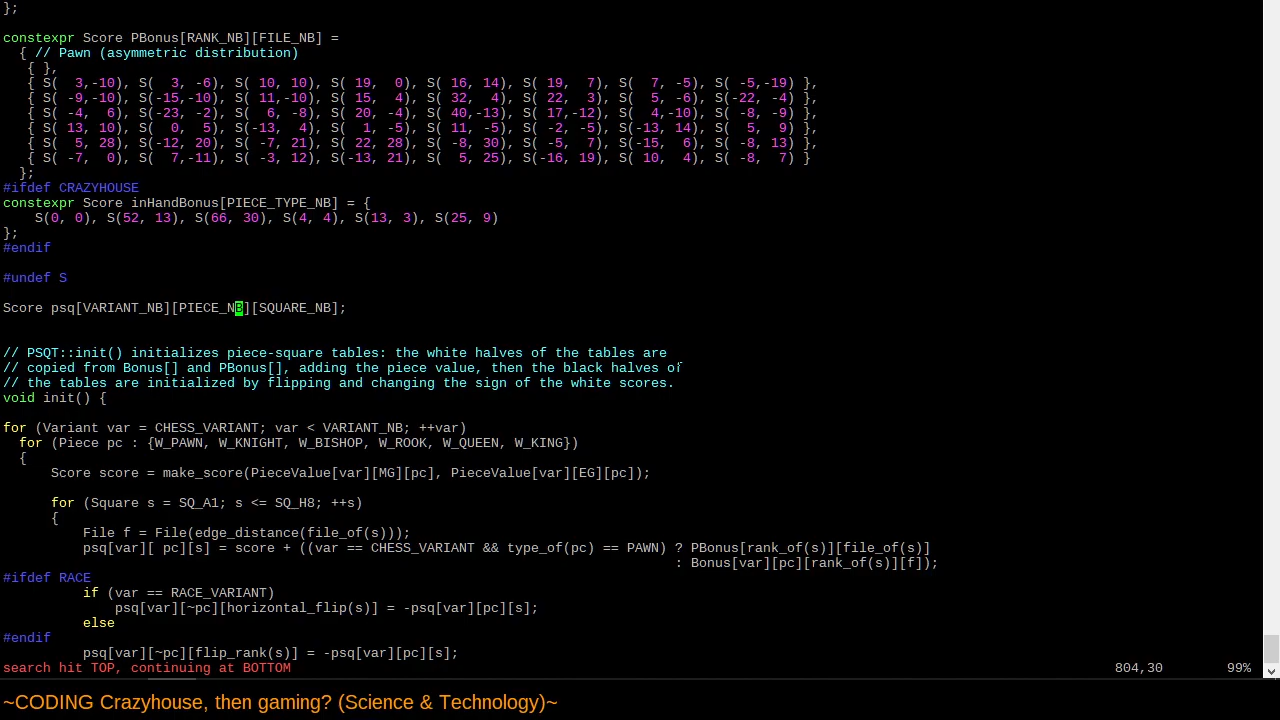 };
constexpr Score PBonus[RANK_NB][FILE_NB] =
  { // Pawn (asymmetric distribution)
   { },
   { S(  3,-10), S(  3, -6), S( 10, 10), S( 19,  0), S( 16, 14), S( 19,  7), S(  7, -5), S( -5,-19) },
   { S( -9,-10), S(-15,-10), S( 11,-10), S( 15,  4), S( 32,  4), S( 22,  3), S(  5, -6), S(-22, -4) },
   { S( -4,  6), S(-23, -2), S(  6, -8), S( 20, -4), S( 40,-13), S( 17,-12), S(  4,-10), S( -8, -9) },
   { S( 13, 10), S(  0,  5), S(-13,  4), S(  1, -5), S( 11, -5), S( -2, -5), S(-13, 14), S(  5,  9) },
   { S(  5, 28), S(-12, 20), S( -7, 21), S( 22, 28), S( -8, 30), S( -5,  7), S(-15,  6), S( -8, 13) },
   { S( -7,  0), S(  7,-11), S( -3, 12), S(-13, 21), S(  5, 25), S(-16, 19), S( 10,  4), S( -8,  7) }
  };
#ifdef CRAZYHOUSE
constexpr Score inHandBonus[PIECE_TYPE_NB] = {
    S(0, 0), S(52, 13), S(66, 30), S(4, 4), S(13, 3), S(25, 9)
};
#endif
#undef S
Score psq[VARIANT_NB][PIECE_NB][SQUARE_NB];
// PSQT::init() initializes piece-square tables: the white halves of the tables are
// copied from Bonus[] and PBonus[], adding the piece value, then the black halves of
// the tables are initialized by flipping and changing the sign of the white scores.
void init() {
for (Variant var = CHESS_VARIANT; var < VARIANT_NB; ++var)
  for (Piece pc : {W_PAWN, W_KNIGHT, W_BISHOP, W_ROOK, W_QUEEN, W_KING})
  {
      Score score = make_score(PieceValue[var][MG][pc], PieceValue[var][EG][pc]);
      for (Square s = SQ_A1; s <= SQ_H8; ++s)
      {
          File f = File(edge_distance(file_of(s)));
          psq[var][ pc][s] = score + ((var == CHESS_VARIANT && type_of(pc) == PAWN) ? PBonus[rank_of(s)][file_of(s)]
                                                                                    : Bonus[var][pc][rank_of(s)][f]);
#ifdef RACE
          if (var == RACE_VARIANT)
              psq[var][~pc][horizontal_flip(s)] = -psq[var][pc][s];
          else
#endif
          psq[var][~pc][flip_rank(s)] = -psq[var][pc][s];
search hit TOP, continuing at BOTTOM 804,30 99%
~CODING Crazyhouse, then gaming? (Science & Technology)~